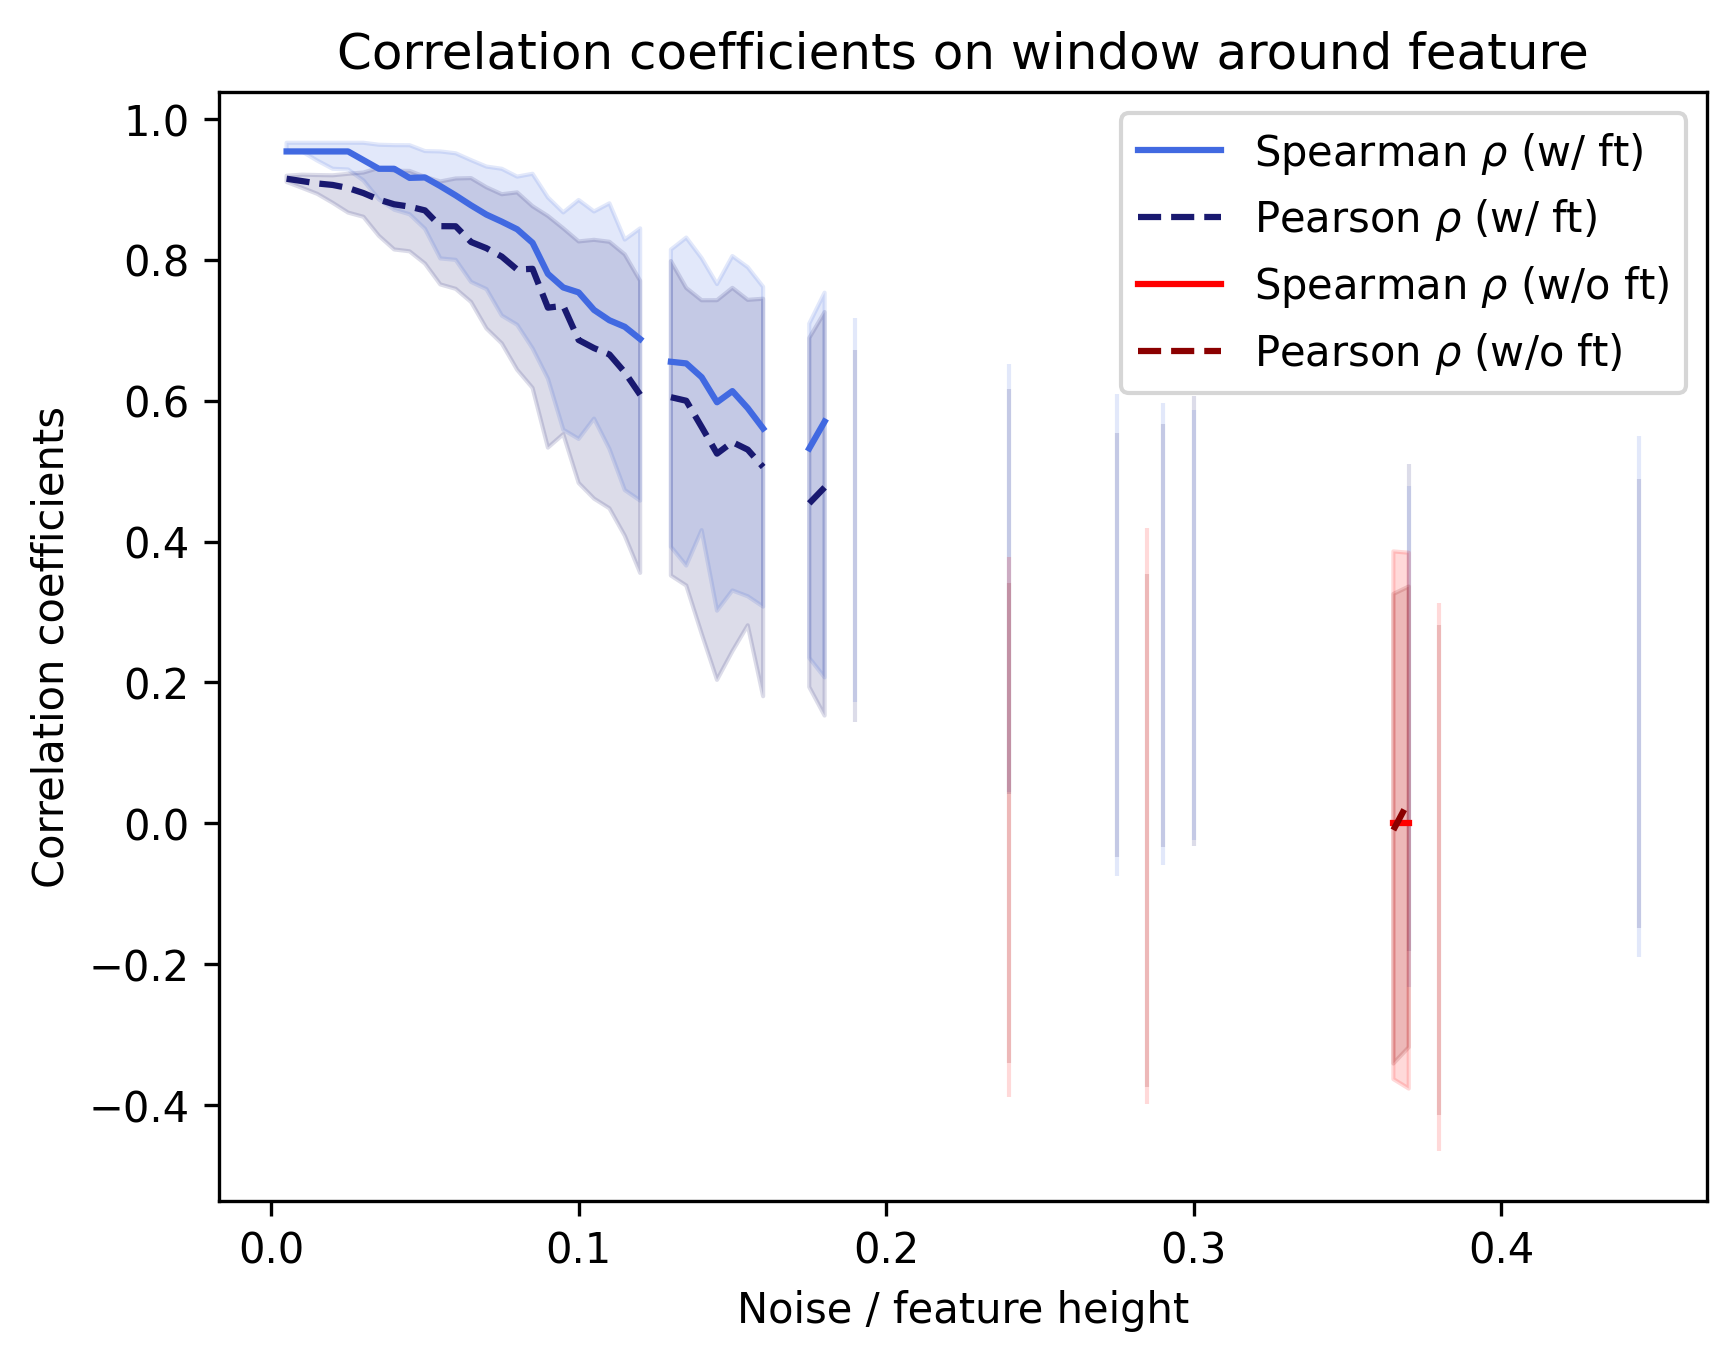 Correlation coefficients on window around feature
Correlation coefficients
1.0
0.8
0.6
0.4
0.2
0.0
−0.2
−0.4
Spearman ρ (w/ ft)
Pearson ρ (w/ ft)
Spearman ρ (w/o ft)
Pearson ρ (w/o ft)
0.0 0.1 0.2 0.3 0.4
Noise / feature height